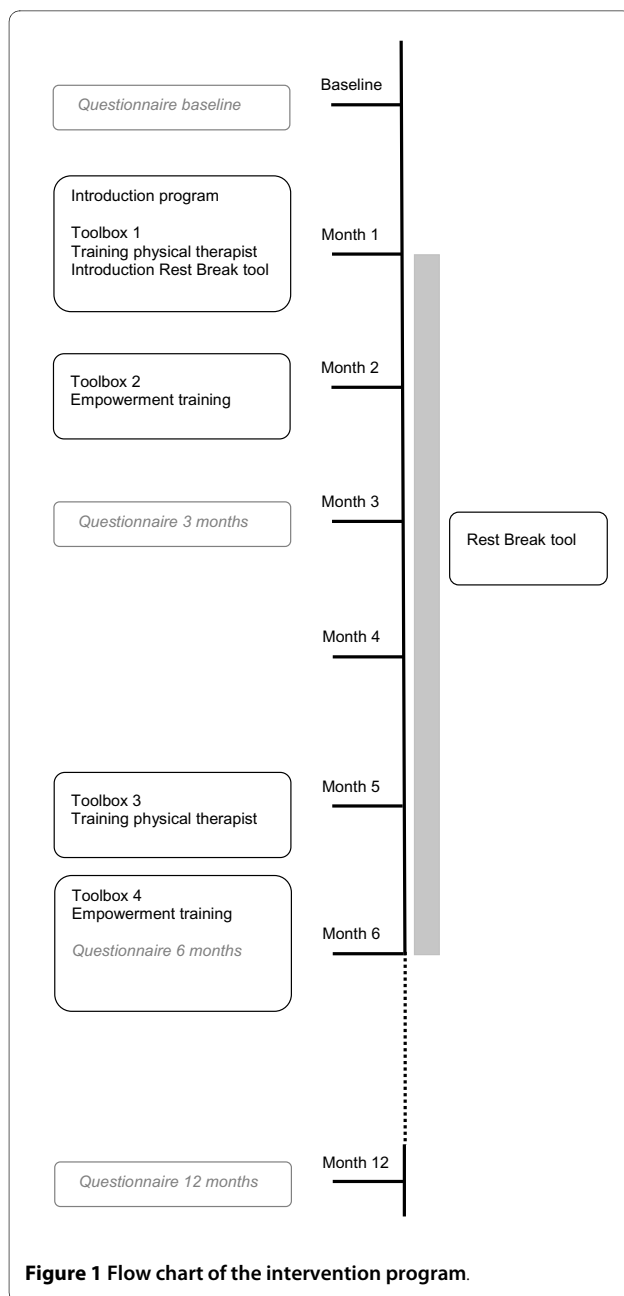 Baseline
Questionnaire baseline
Introduction program
Toolbox 1
Training physical therapist
Introduction Rest Break tool
Month 1
Toolbox 2
Empowerment training
Month 2
Questionnaire 3 months
Month 3
Rest Break tool
Month 4
Toolbox 3
Training physical therapist
Month 5
Toolbox 4
Empowerment training
Questionnaire 6 months
Month 6
Questionnaire 12 months
Month 12
Figure 1 Flow chart of the intervention program.